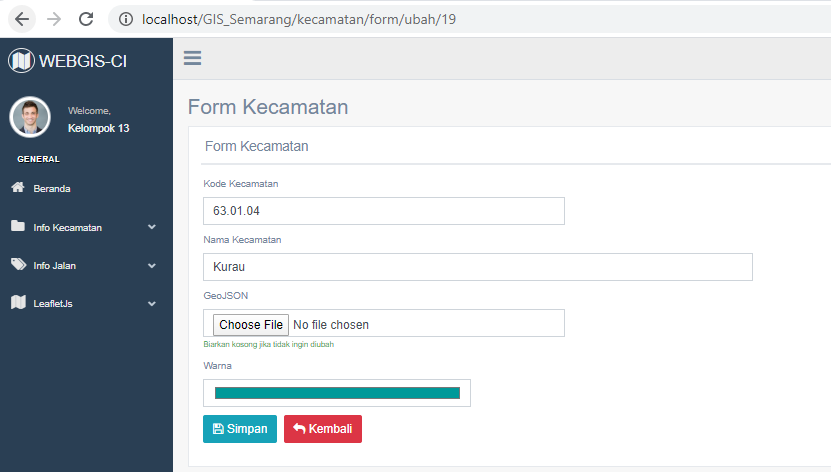 localhost/GIS_Semarang/kecamatan/form/ubah/19
WEBGIS-CI
Welcome,
Kelompok 13
GENERAL
Beranda
Info Kecamatan
Info Jalan
LeafletJs
Form Kecamatan
Form Kecamatan
Kode Kecamatan
63.01.04
Nama Kecamatan
Kurau
GeoJSON
Choose File No file chosen
Biarkan kosong jika tidak ingin diubah
Warna
Simpan Kembali